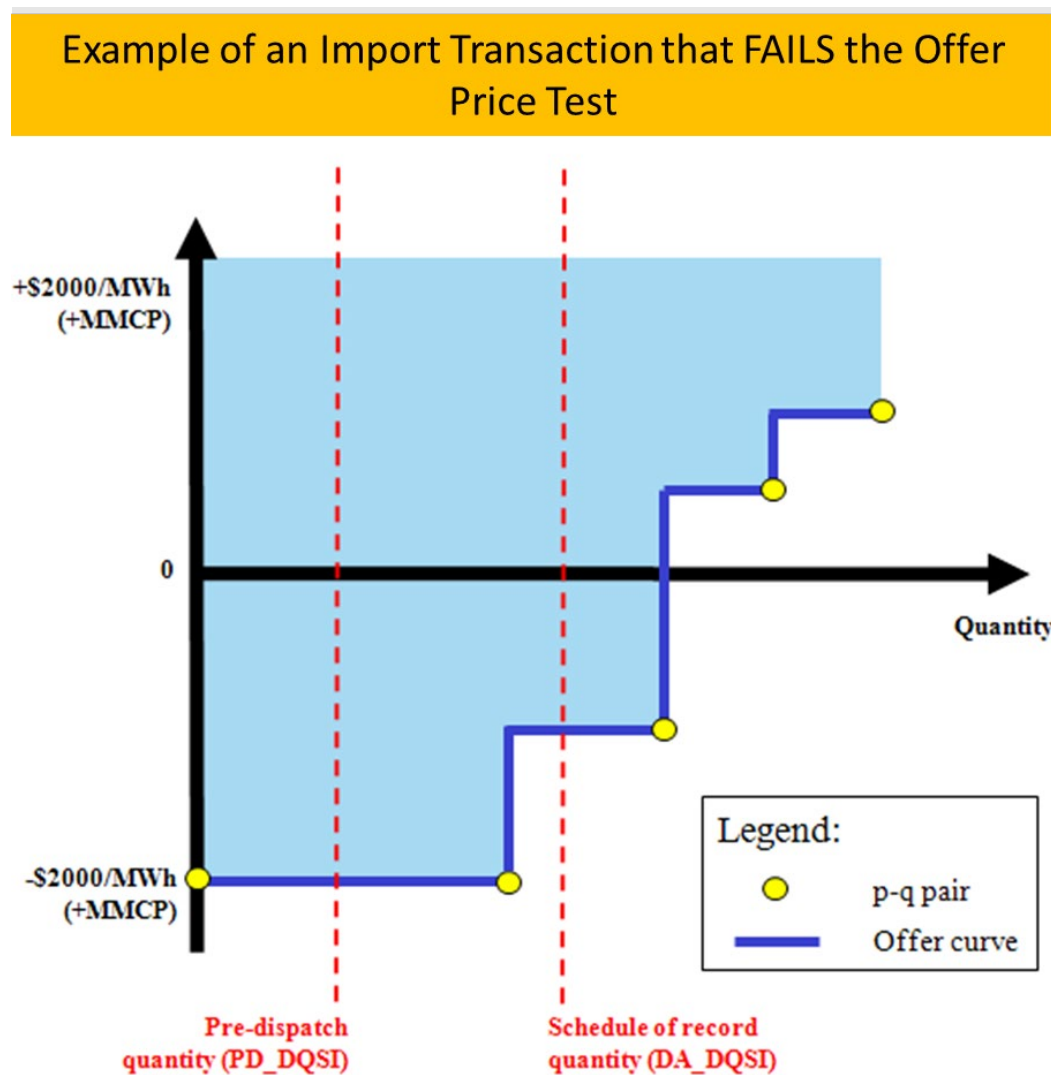 Example of an Import Transaction that FAILS the Offer
Price Test
+$2000/MWh
(+MMCP)
0
Quantity
-$2000/MWh
(+MMCP)
Legend:
p-q pair
Offer curve
Pre-dispatch
quantity (PD_DQSI)
Schedule of record
quantity (DA_DQSI)